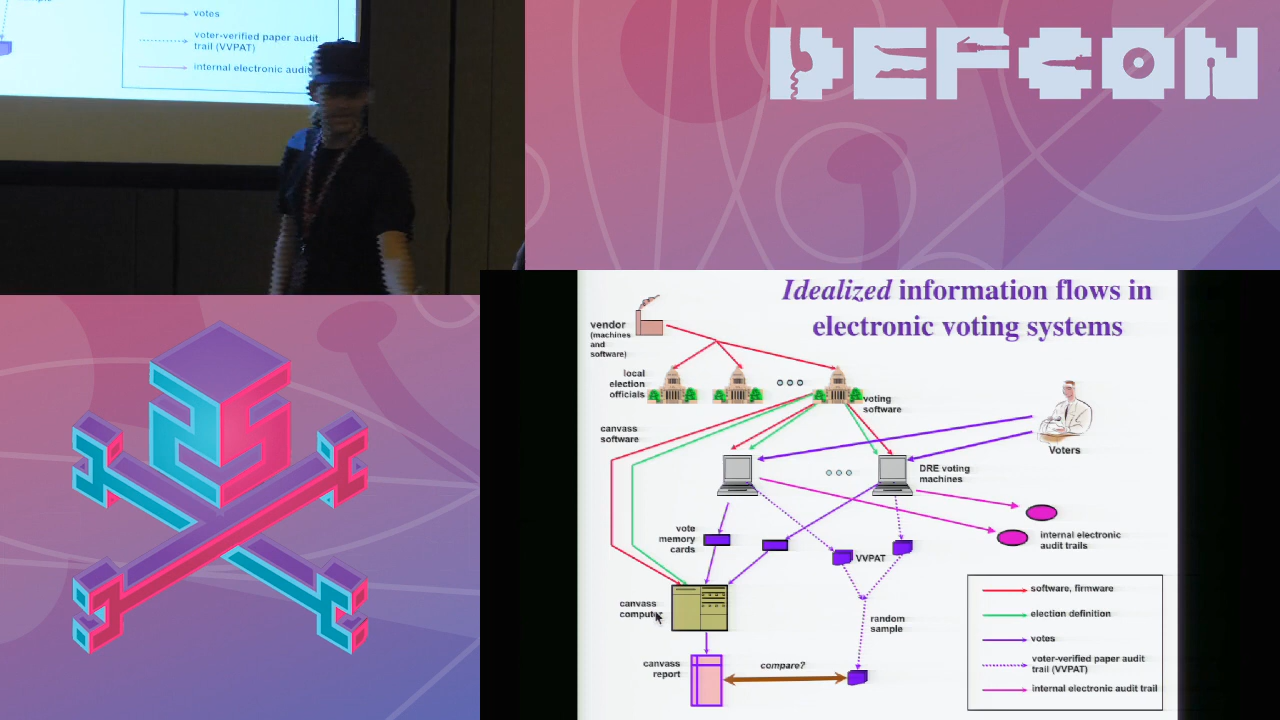 votes
voter-verified paper audit
trail (VVPAT)
internal electronic audit
DEFCON
Idealized information flows in
electronic voting systems
vendor
(machines
and
software)
local
election
officials
voting
software
canvass
software
Voters
DRE voting
machines
vote
memory
cards
VVPAT
internal electronic
audit trails
canvass
computer
random
sample
canvass
report
compare?
software, firmware
election definition
votes
voter-verified paper audit
trail (VVPAT)
internal electronic audit trail